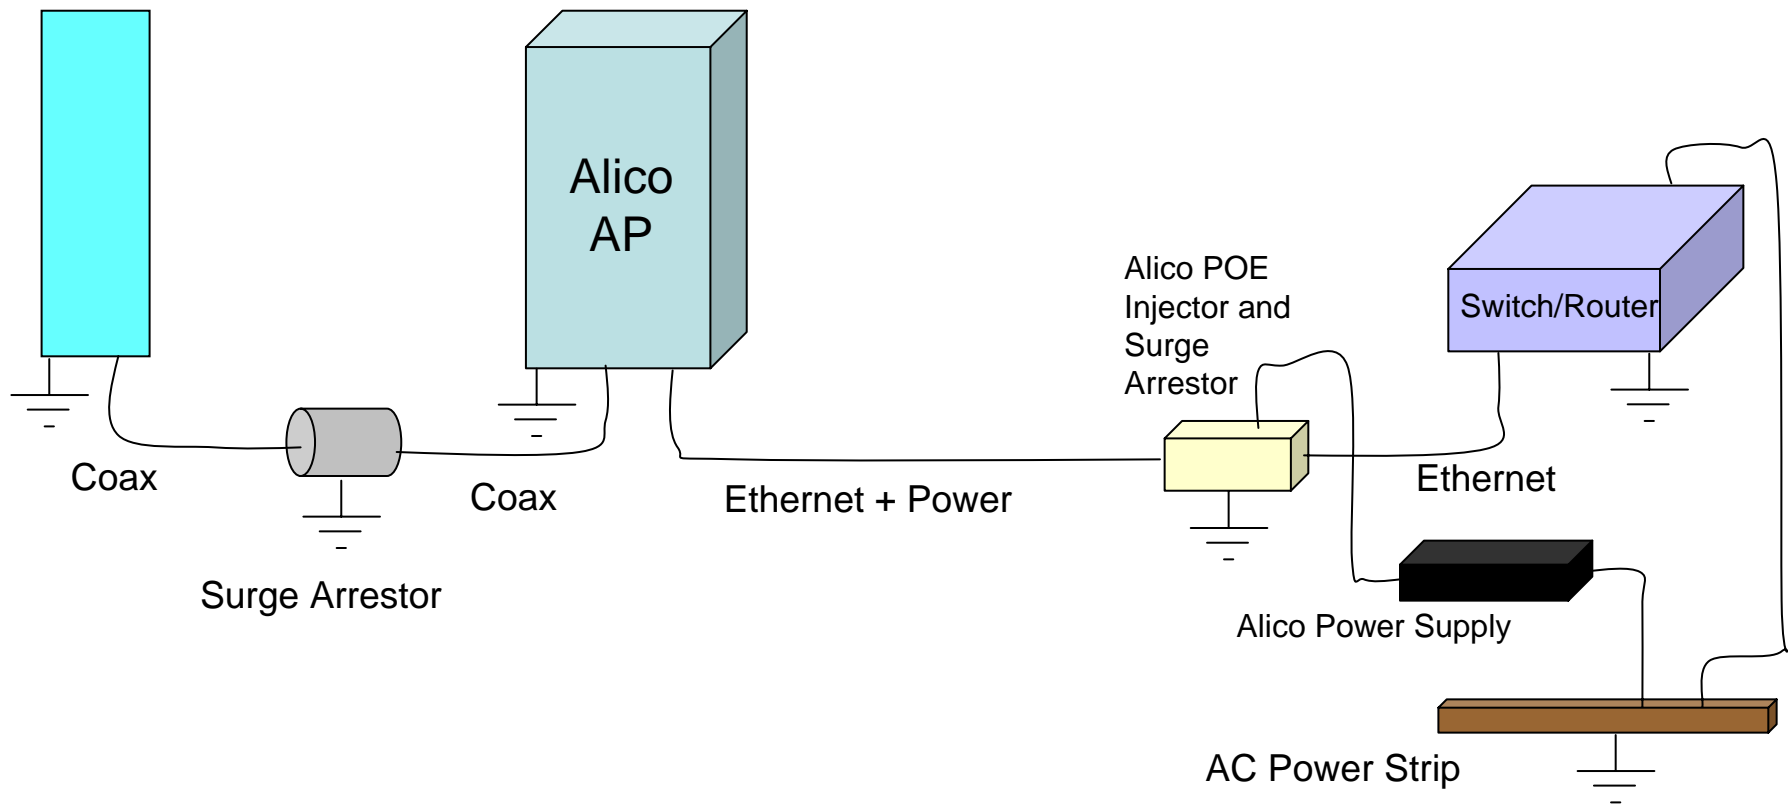 Alico
AP
Alico POE
Injector and
Surge
Arrestor
Switch/Router
Coax
Coax
Ethernet + Power
Ethernet
Surge Arrestor
Alico Power Supply
AC Power Strip